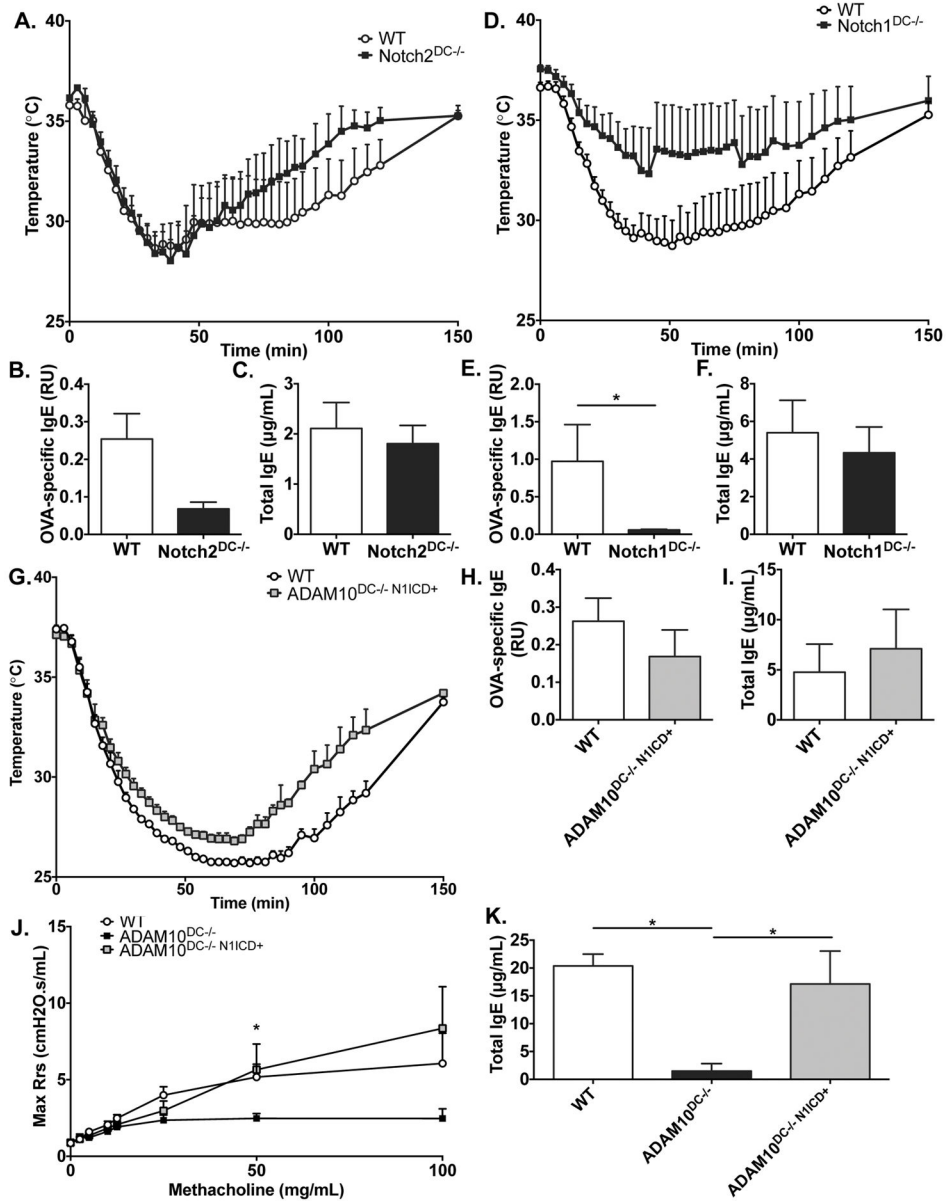 A.
40
35
30
25
Temperature (°C)
WT
Notch2DC-/-
0 50 100 150
Time (min)
D.
40
35
30
25
Temperature (°C)
WT
Notch1DC-/-
0 50 100 150
Time (min)
B.
OVA-specific IgE (RU)
0.4
0.3
0.2
0.1
0.0
WT Notch2DC-/-
C.
Total IgE (µg/mL)
3
2
1
0
WT Notch2DC-/-
E.
OVA-specific IgE (RU)
2.0
1.5
1.0
0.5
0.0
*
WT Notch1DC-/-
F.
Total IgE (µg/mL)
8
6
4
2
0
WT Notch1DC-/-
G.
40
35
30
25
Temperature (°C)
WT
ADAM10DC-/- N1ICD+
0 50 100 150
Time (min)
H.
OVA-specific IgE
(RU)
0.4
0.3
0.2
0.1
0.0
WT
ADAM10DC-/- N1ICD+
I.
Total IgE (µg/mL)
15
10
5
0
WT
ADAM10DC-/- N1ICD+
J.
WT
ADAM10DC-/-
ADAM10DC-/- N1ICD+
Max Rrs (cmH2O.s/mL)
15
10
5
0
*
0 50 100
Methacholine (mg/mL)
K.
Total IgE (µg/mL)
25
20
15
10
5
0
* *
WT
ADAM10DC-/-
ADAM10DC-/- N1ICD+